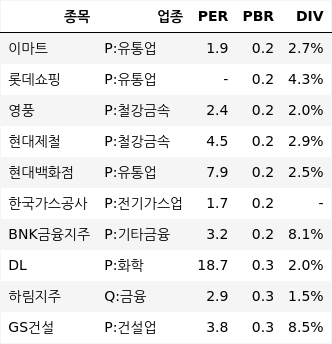 종목 업종 PER PBR DIV
이마트 P:유통업 1.9 0.2 2.7%
롯데쇼핑 P:유통업 - 0.2 4.3%
영풍 P:철강금속 2.4 0.2 2.0%
현대제철 P:철강금속 4.5 0.2 2.9%
현대백화점 P:유통업 7.9 0.2 2.5%
한국가스공사 P:전기가스업 1.7 0.2 -
BNK금융지주 P:기타금융 3.2 0.2 8.1%
DL P:화학 18.7 0.3 2.0%
하림지주 Q:금융 2.9 0.3 1.5%
GS건설 P:건설업 3.8 0.3 8.5%